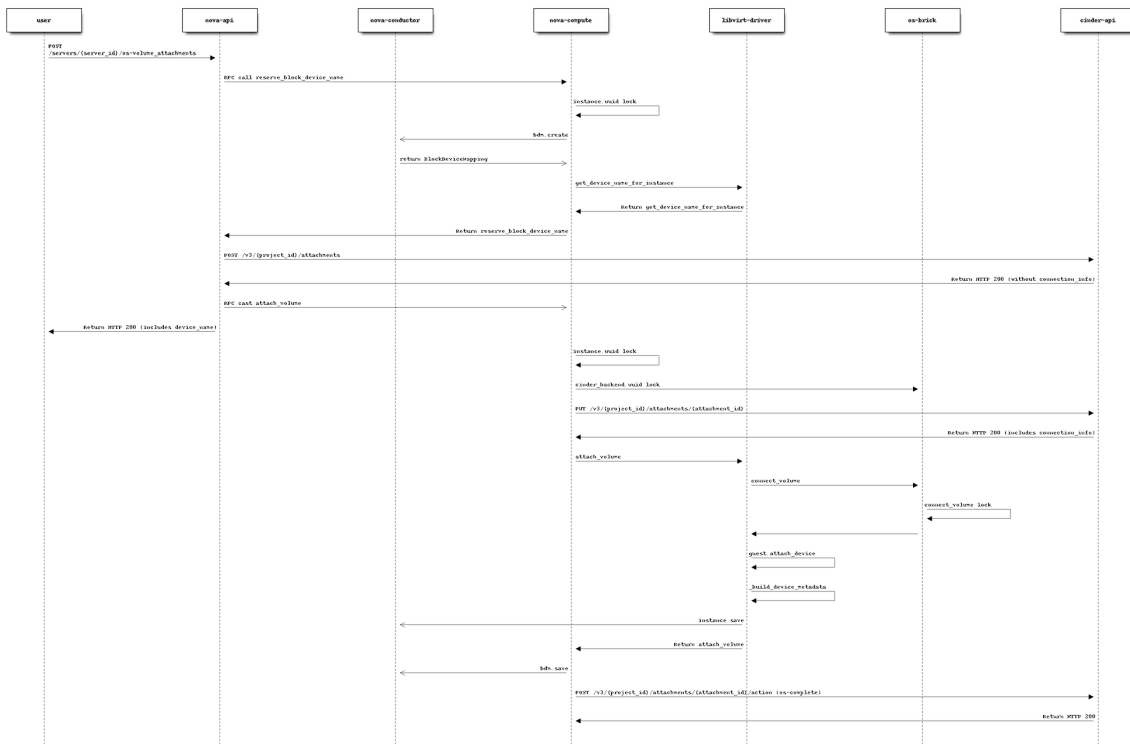 user
nova-api
nova-conductor
nova-compute
libvirt-driver
os-brick
cinder-api
POST
/servers/{server_id}/os-volume_attachments
RPC call reserve_block_device_name
instance.uuid lock
bdm.create
return BlockDeviceMapping
get_device_name_for_instance
Return get_device_name_for_instance
Return reserve_block_device_name
POST /v3/{project_id}/attachments
Return HTTP 200 (without connection_info)
RPC cast attach_volume
Return HTTP 200 (includes device_name)
instance.uuid lock
cinder_backend.uuid lock
PUT /v3/{project_id}/attachments/{attachment_id}
Return HTTP 200 (includes connection_info)
attach_volume
connect_volume
connect_volume lock
guest.attach_device
_build_device_metadata
instance.save
Return attach_volume
bdm.save
POST /v3/{project_id}/attachments/{attachment_id}/action (os-complete)
Return HTTP 200